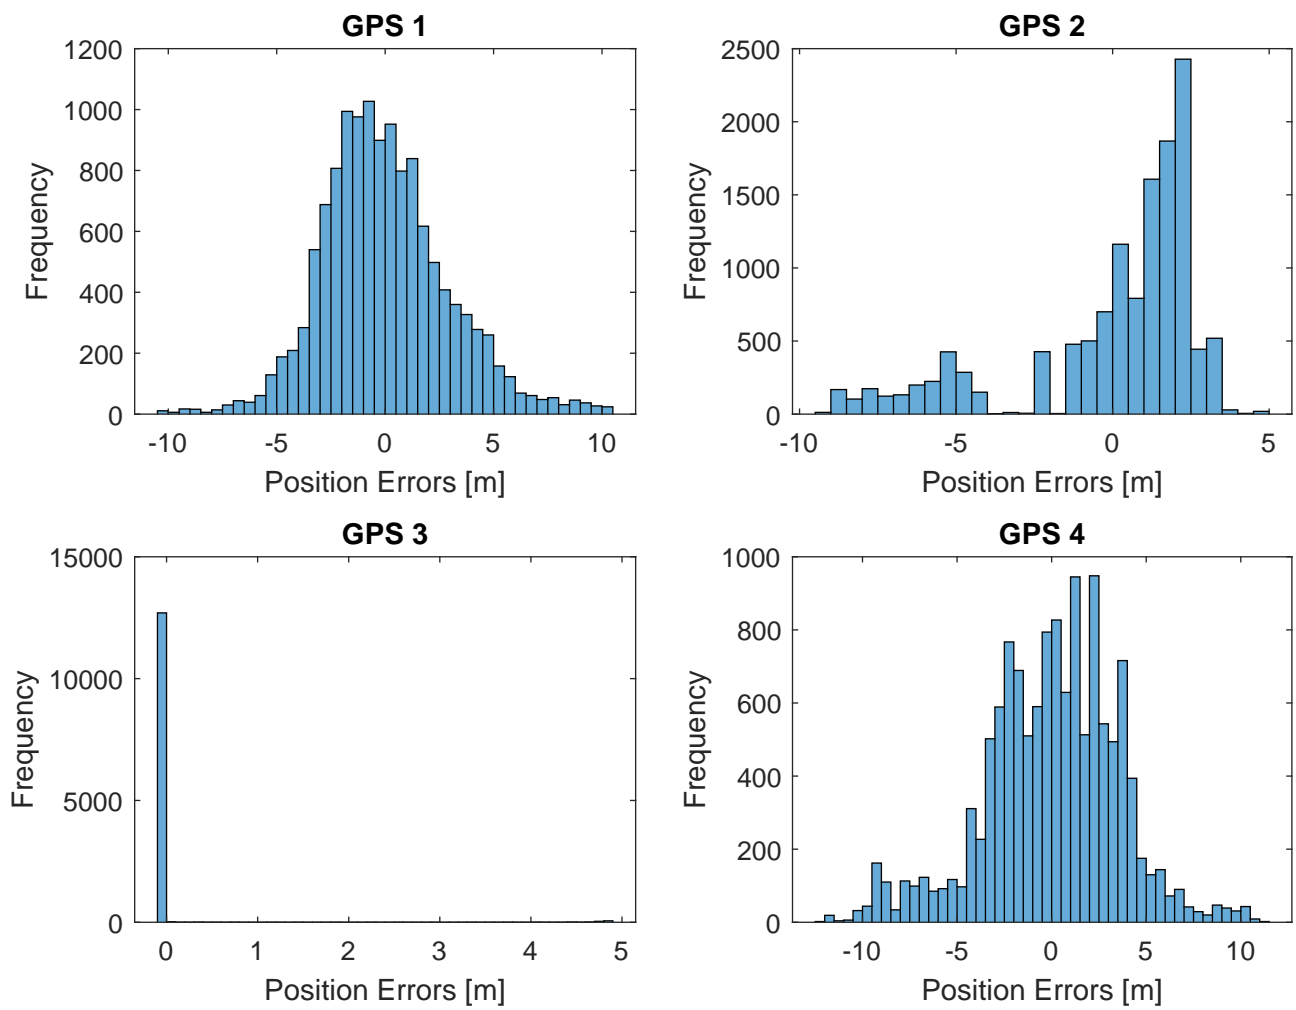 GPS 1
1200
1000
800
600
400
200
0
Frequency
-10 -5 0 5 10
Position Errors [m]
GPS 2
2500
2000
1500
1000
500
0
Frequency
-10 -5 0 5
Position Errors [m]
GPS 3
15000
10000
5000
0
Frequency
0 1 2 3 4 5
Position Errors [m]
GPS 4
1000
800
600
400
200
0
Frequency
-10 -5 0 5 10
Position Errors [m]